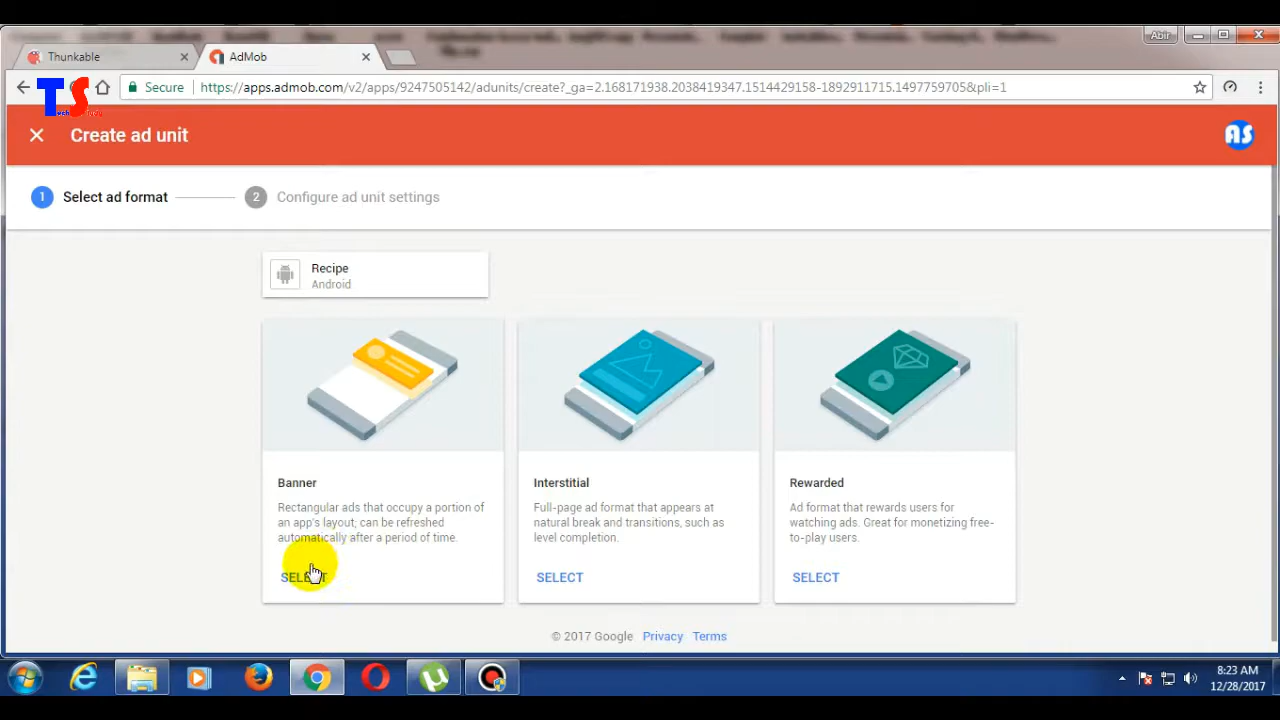 Abir
Thunkable
AdMob
TS
Secure
https://apps.admob.com/v2/apps/9247505142/adunits/create?_ga=2.168171938.2038419347.1514429158-1892911715.1497759705&pli=1
Create ad unit
AS
1 Select ad format
2 Configure ad unit settings
Recipe
Android
Banner
Rectangular ads that occupy a portion of
an app's layout; can be refreshed
automatically after a period of time.
SELECT
Interstitial
Full-page ad format that appears at
natural break and transitions, such as
level completion.
SELECT
Rewarded
Ad format that rewards users for
watching ads. Great for monetizing free-
to-play users.
SELECT
© 2017 Google Privacy Terms
8:23 AM
12/28/2017